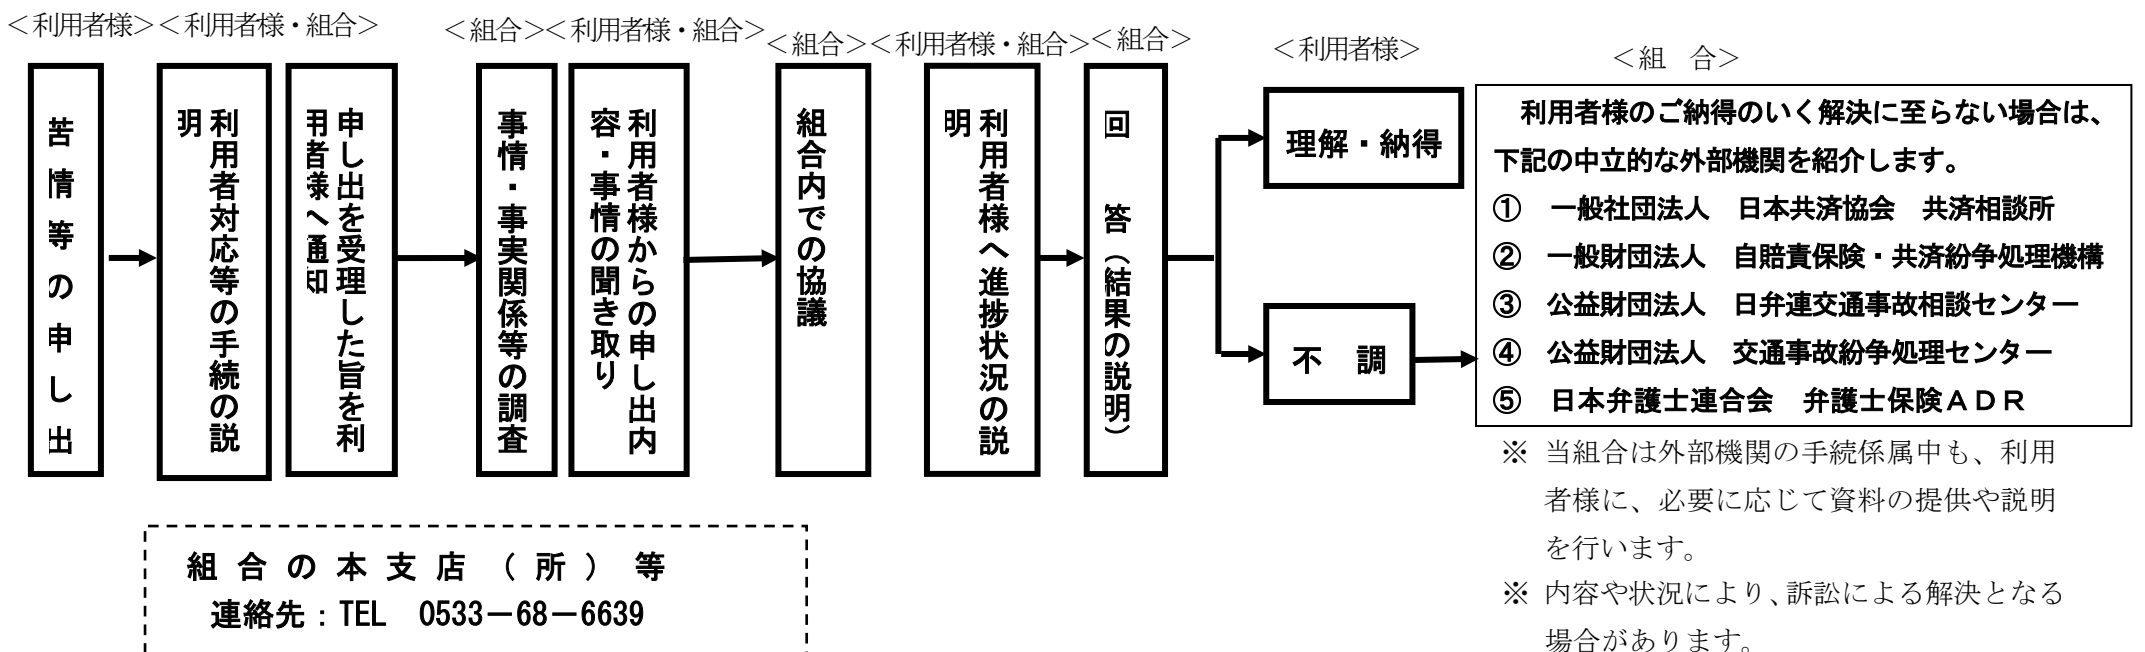 ＜利用者様＞＜利用者様・組合＞
＜組合＞＜利用者様・組合＞
＜組合＞＜利用者様・組合＞＜組合＞
＜利用者様＞
＜組　合＞
苦情等の申し出
利用者対応等の手続の説
明
申し出を受理した旨を利
用者様へ通知
事情・事実関係等の調査
利用者様からの申し出内
容・事情の聞き取り
組合内での協議
利用者様へ進捗状況の説
明
回　答（結果の説明）
理解・納得
不　調
利用者様のご納得のいく解決に至らない場合は、
下記の中立的な外部機関を紹介します。
①　一般社団法人　日本共済協会　共済相談所
②　一般財団法人　自賠責保険・共済紛争処理機構
③　公益財団法人　日弁連交通事故相談センター
④　公益財団法人　交通事故紛争処理センター
⑤　日本弁護士連合会　弁護士保険ＡＤＲ
※ 当組合は外部機関の手続係属中も、利用
者様に、必要に応じて資料の提供や説明
を行います。
※ 内容や状況により、訴訟による解決となる
場合があります。
組合の本支店（所）等
連絡先：TEL　0533－68－6639